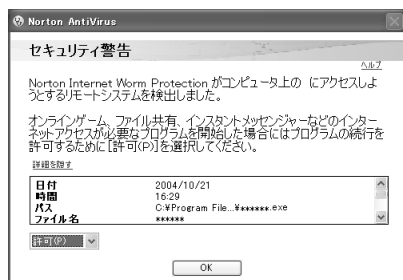 Norton AntiVirus
セキュリティ警告
ヘルプ
Norton Internet Worm Protection がコンピュータ上の にアクセスしよ
うとするリモートシステムを検出しました。
オンラインゲーム、ファイル共有、インスタントメッセンジャーなどのインター
ネットアクセスが必要なプログラムを開始した場合にはプログラムの続行を
許可するために[許可(P)]を選択してください。
詳細を隠す
日付 2004/10/21
時間 16:29
パス C:¥Program File...¥******.exe
ファイル名 ******
許可(P)
OK